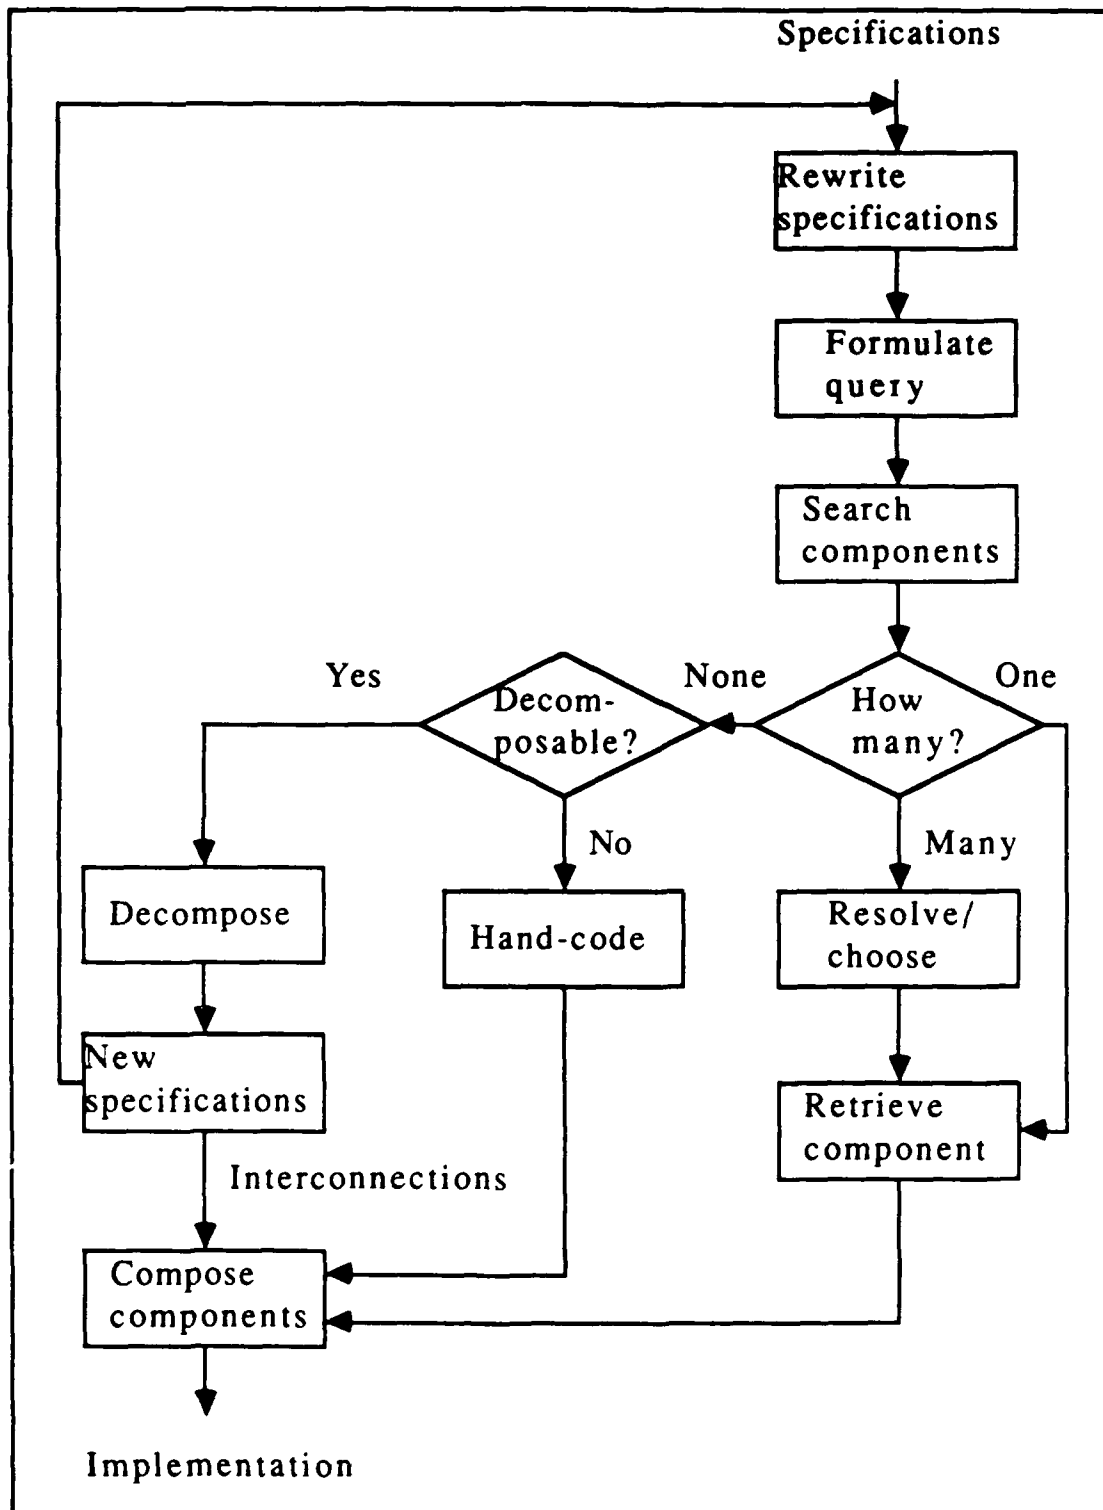 Specifications
Rewrite
specifications
Formulate
query
Search
components
Yes
Decom-
posable?
None
How
many?
One
No
Many
Decompose
Hand-code
Resolve/
choose
New
specifications
Retrieve
component
Interconnections
Compose
components
Implementation